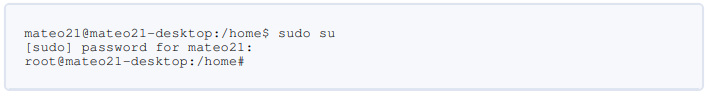 mateo21@mateo21-desktop:/home$ sudo su
[sudo] password for mateo21:
root@mateo21-desktop:/home#